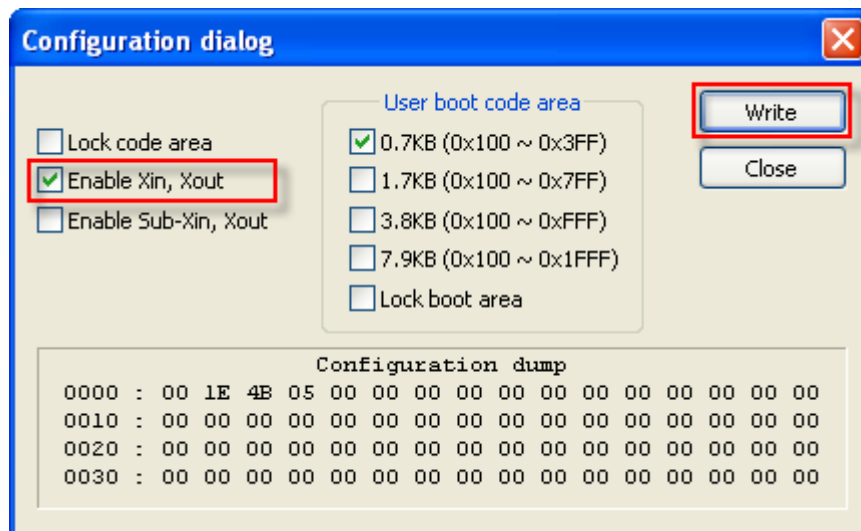 Configuration dialog
Lock code area
Enable Xin, Xout
Enable Sub-Xin, Xout
User boot code area
0.7KB (0x100 ~ 0x3FF)
1.7KB (0x100 ~ 0x7FF)
3.8KB (0x100 ~ 0xFFF)
7.9KB (0x100 ~ 0x1FFF)
Lock boot area
Write
Close
Configuration dump
0000 : 00 1E 4B 05 00 00 00 00 00 00 00 00 00 00 00 00
0010 : 00 00 00 00 00 00 00 00 00 00 00 00 00 00 00 00
0020 : 00 00 00 00 00 00 00 00 00 00 00 00 00 00 00 00
0030 : 00 00 00 00 00 00 00 00 00 00 00 00 00 00 00 00